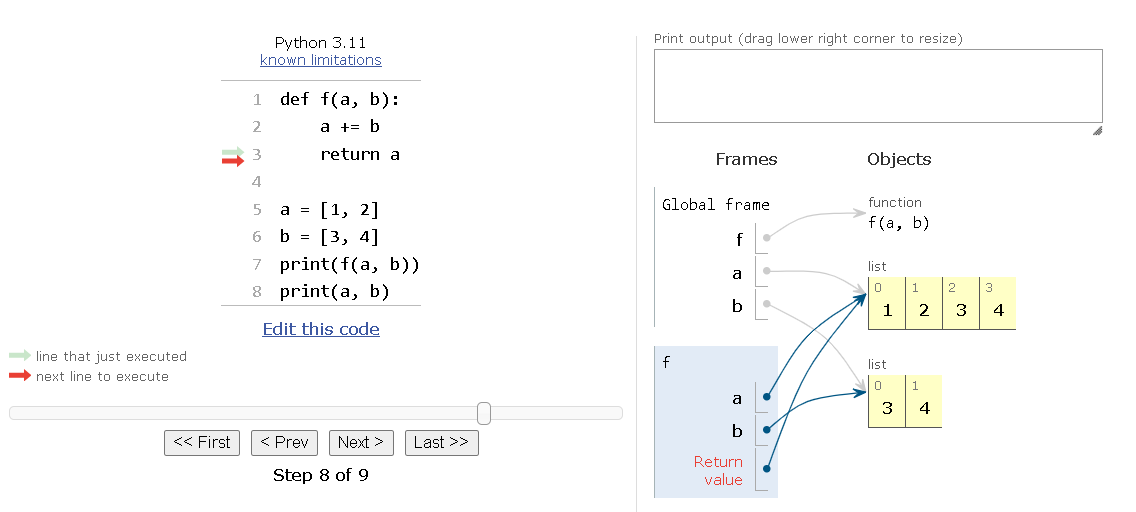 Python 3.11
known limitations
1 def f(a, b):
2     a += b
3     return a
4
5 a = [1, 2]
6 b = [3, 4]
7 print(f(a, b))
8 print(a, b)
Edit this code
line that just executed
next line to execute
<< First < Prev Next > Last >>
Step 8 of 9
Print output (drag lower right corner to resize)
Frames Objects
Global frame
f
a
b
function
f(a, b)
list
0 1 2 3
1 2 3 4
f
a
b
Return
value
list
0 1
3 4